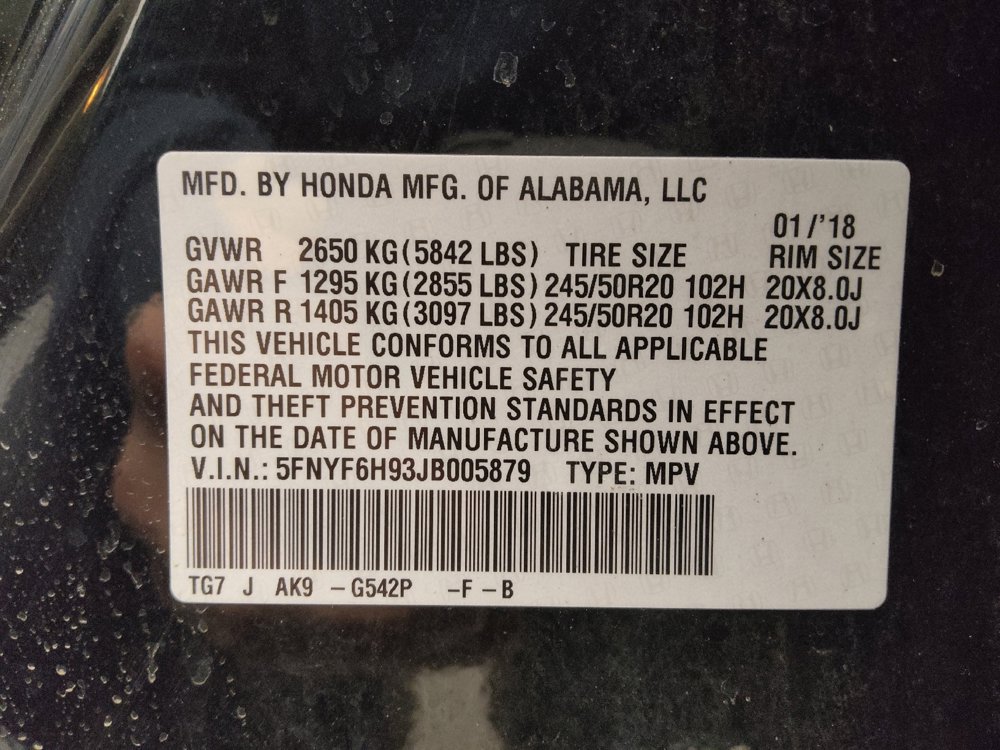 MFD. BY HONDA MFG. OF ALABAMA, LLC
01/'18
GVWR 2650 KG (5842 LBS) TIRE SIZE RIM SIZE
GAWR F 1295 KG (2855 LBS) 245/50R20 102H 20X8.0J
GAWR R 1405 KG (3097 LBS) 245/50R20 102H 20X8.0J
THIS VEHICLE CONFORMS TO ALL APPLICABLE
FEDERAL MOTOR VEHICLE SAFETY
AND THEFT PREVENTION STANDARDS IN EFFECT
ON THE DATE OF MANUFACTURE SHOWN ABOVE.
V.I.N.: 5FNYF6H93JB005879 TYPE: MPV
TG7 J AK9 -G542P -F-B